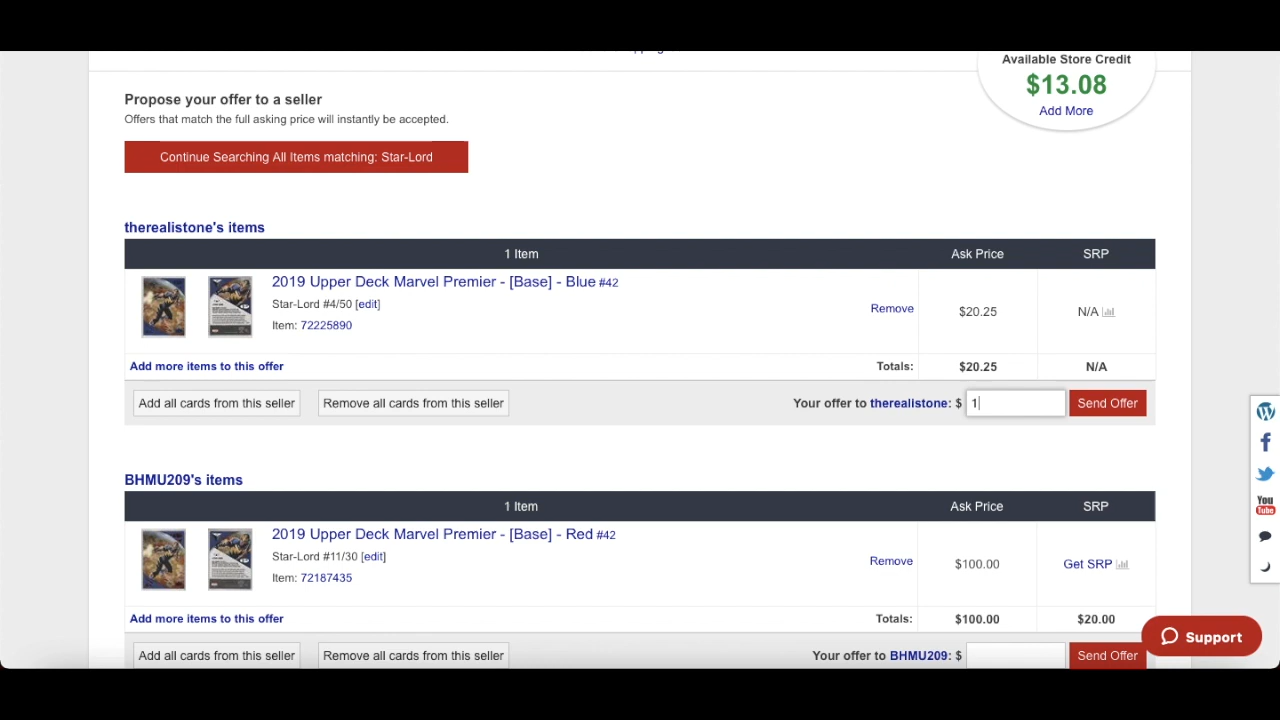 Available Store Credit
$13.08
Add More
Propose your offer to a seller
Offers that match the full asking price will instantly be accepted.
Continue Searching All Items matching: Star-Lord
therealistone's items
1 Item Ask Price SRP
2019 Upper Deck Marvel Premier - [Base] - Blue #42
Star-Lord #4/50 [edit]
Item: 72225890
Remove $20.25 N/A
Add more items to this offer Totals: $20.25 N/A
Add all cards from this seller Remove all cards from this seller Your offer to therealistone: $ 1 Send Offer
BHMU209's items
1 Item Ask Price SRP
2019 Upper Deck Marvel Premier - [Base] - Red #42
Star-Lord #11/30 [edit]
Item: 72187435
Remove $100.00 Get SRP
Add more items to this offer Totals: $100.00 $20.00
Add all cards from this seller Remove all cards from this seller Your offer to BHMU209: $ Send Offer
You
Tube
Support